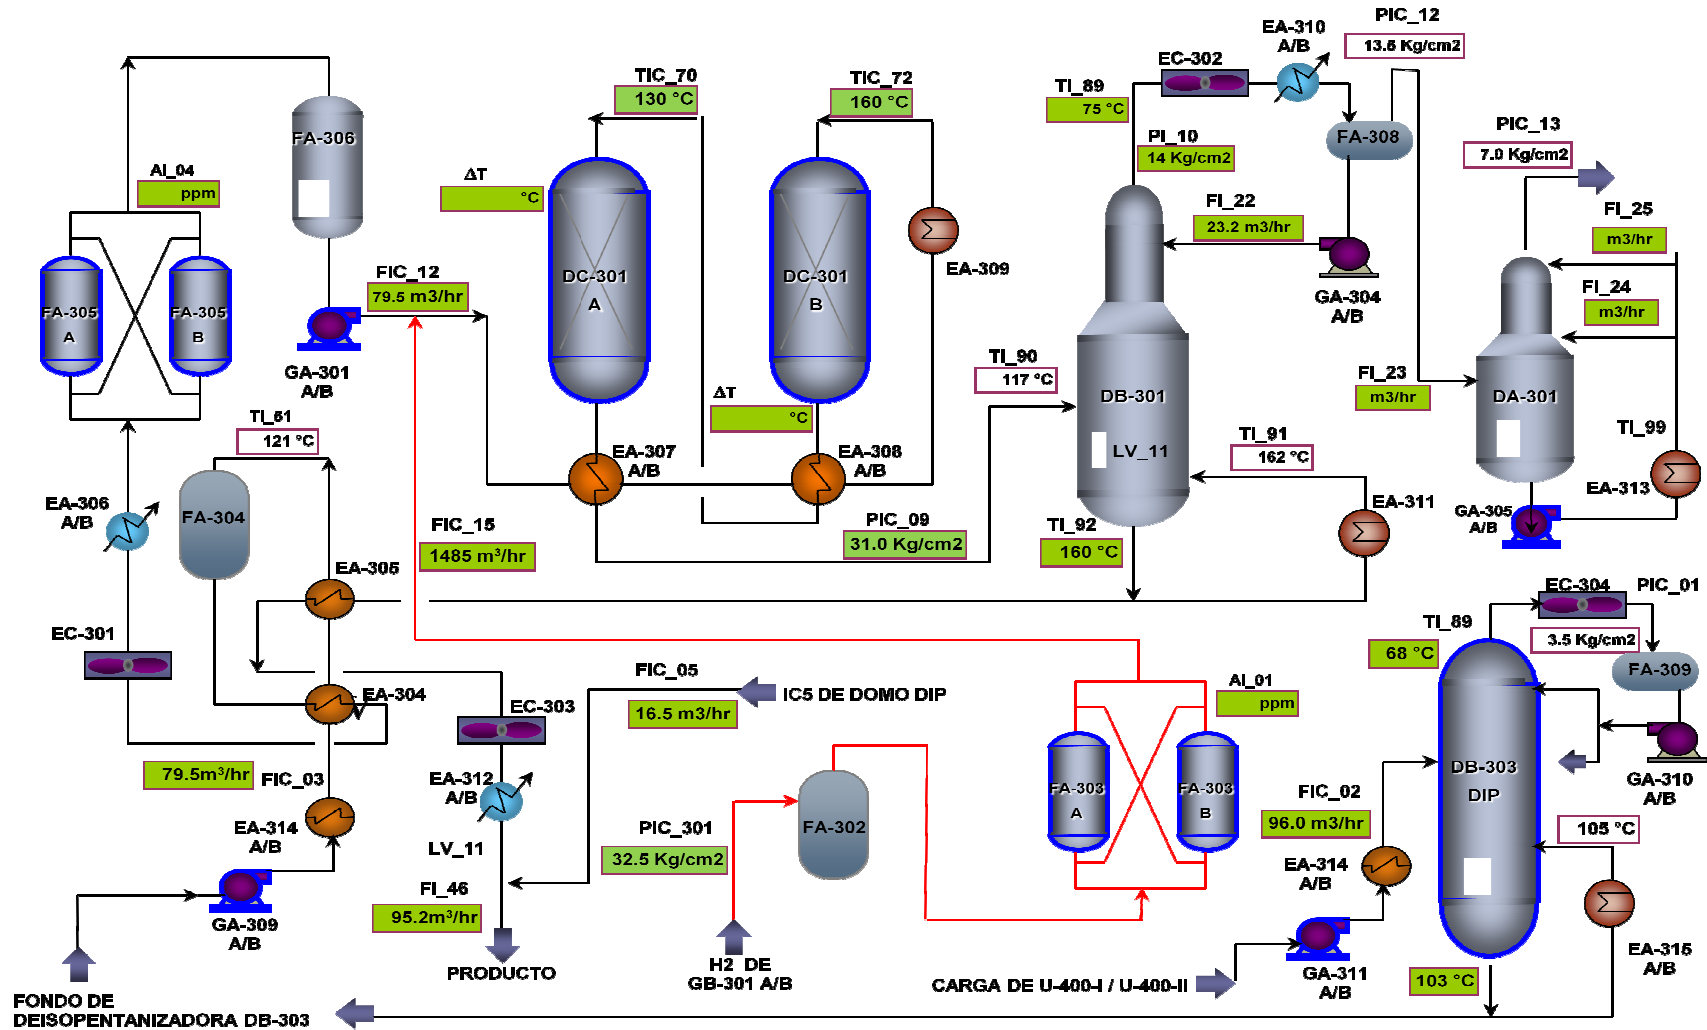 PIC_12
13.5 Kg/cm2
EA-310
A/B
EC-302
TI_89
75 °C
FA-308
PI_10
14 Kg/cm2
FI_22
23.2 m3/hr
GA-304
A/B
PIC_13
7.0 Kg/cm2
FI_25
m3/hr
FI_24
m3/hr
FI_23
m3/hr
DA-301
TI_99
EA-313
GA-305
A/B
TIC_70
130 °C
TIC_72
160 °C
ΔT
°C
DC-301
A
DC-301
B
ΔT
°C
EA-309
EA-307
A/B
EA-308
A/B
FA-306
AI_04
ppm
FA-305
A
FA-305
B
FIC_12
79.5 m3/hr
GA-301
A/B
TI_61
121 °C
FA-304
EA-306
A/B
EC-301
EA-305
EA-304
79.5m³/hr
FIC_03
EA-314
A/B
GA-309
A/B
FONDO DE
DEISOPENTANIZADORA DB-303
FIC_15
1485 m³/hr
PIC_09
31.0 Kg/cm2
TI_90
117 °C
DB-301
LV_11
TI_91
162 °C
EA-311
TI_92
160 °C
FIC_05
16.5 m3/hr
IC5 DE DOMO DIP
EC-303
EA-312
A/B
LV_11
FI_46
95.2m³/hr
PRODUCTO
PIC_301
32.5 Kg/cm2
FA-302
H2 DE
GB-301 A/B
AI_01
ppm
FA-303
A
FA-303
B
EC-304
PIC_01
3.5 Kg/cm2
TI_89
68 °C
FA-309
GA-310
A/B
DB-303
DIP
FIC_02
96.0 m3/hr
EA-314
A/B
105 °C
EA-315
A/B
GA-311
A/B
103 °C
CARGA DE U-400-I / U-400-II